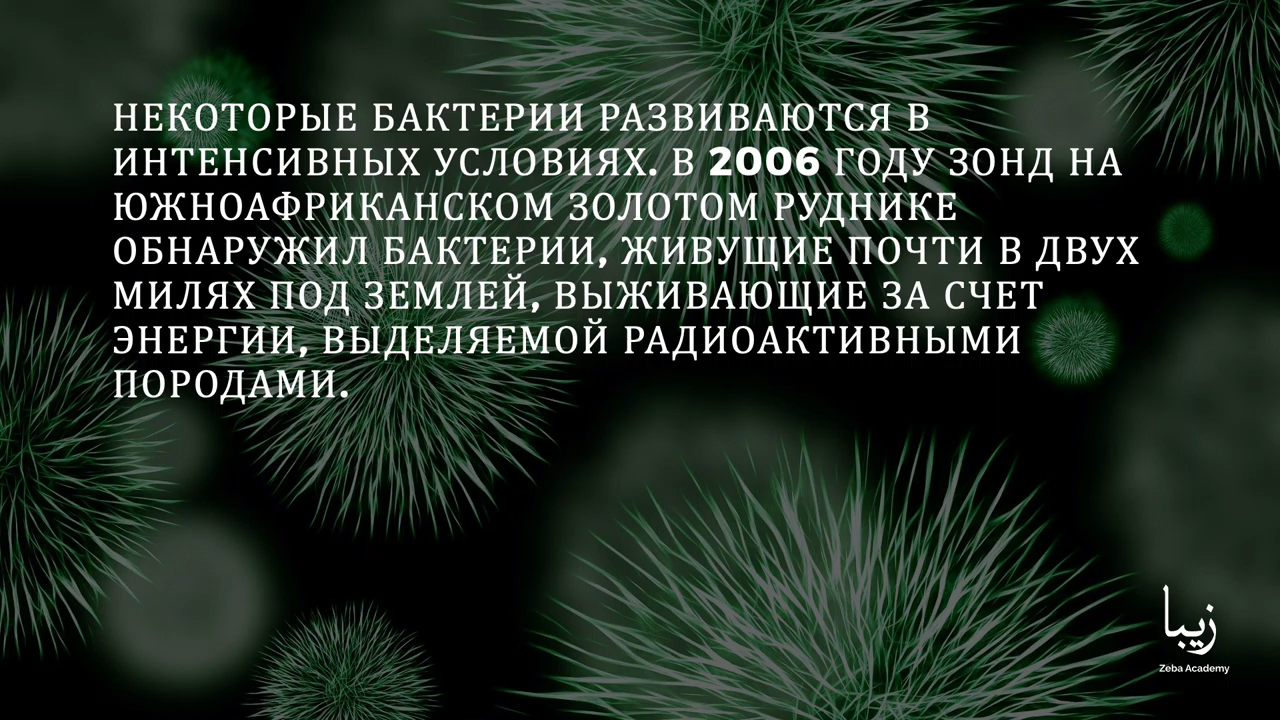 НЕКОТОРЫЕ БАКТЕРИИ РАЗВИВАЮТСЯ В
ИНТЕНСИВНЫХ УСЛОВИЯХ. В 2006 ГОДУ ЗОНД НА
ЮЖНОАФРИКАНСКОМ ЗОЛОТОМ РУДНИКЕ
ОБНАРУЖИЛ БАКТЕРИИ, ЖИВУЩИЕ ПОЧТИ В ДВУХ
МИЛЯХ ПОД ЗЕМЛЕЙ, ВЫЖИВАЮЩИЕ ЗА СЧЕТ
ЭНЕРГИИ, ВЫДЕЛЯЕМОЙ РАДИОАКТИВНЫМИ
ПОРОДАМИ.
زیبا
Zeba Academy